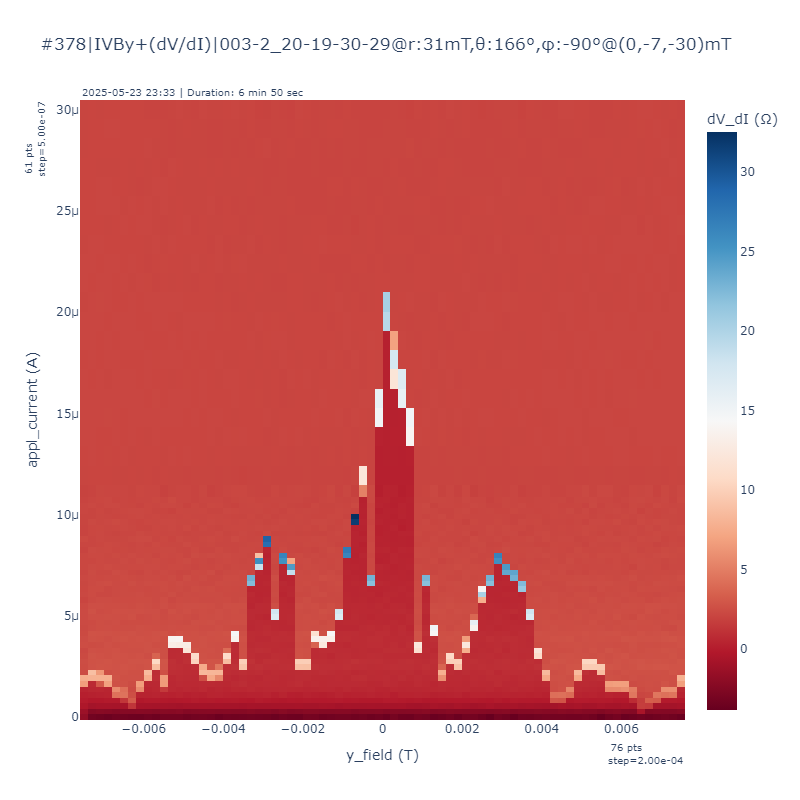 #378|IVBy+(dV/dI)|003-2_20-19-30-29@r:31mT,θ:166º,φ:-90º@(0,-7,-30)mT
2025-05-23 23:33 | Duration: 6 min 50 sec
dV_dI (Ω)
61 pts
step=5.00e-07
30μ
25μ
20μ
15μ
10μ
5μ
0
appl_current (A)
30
25
20
15
10
5
0
−0.006
−0.004
−0.002
0
0.002
0.004
0.006
y_field (T)
76 pts
step=2.00e-04